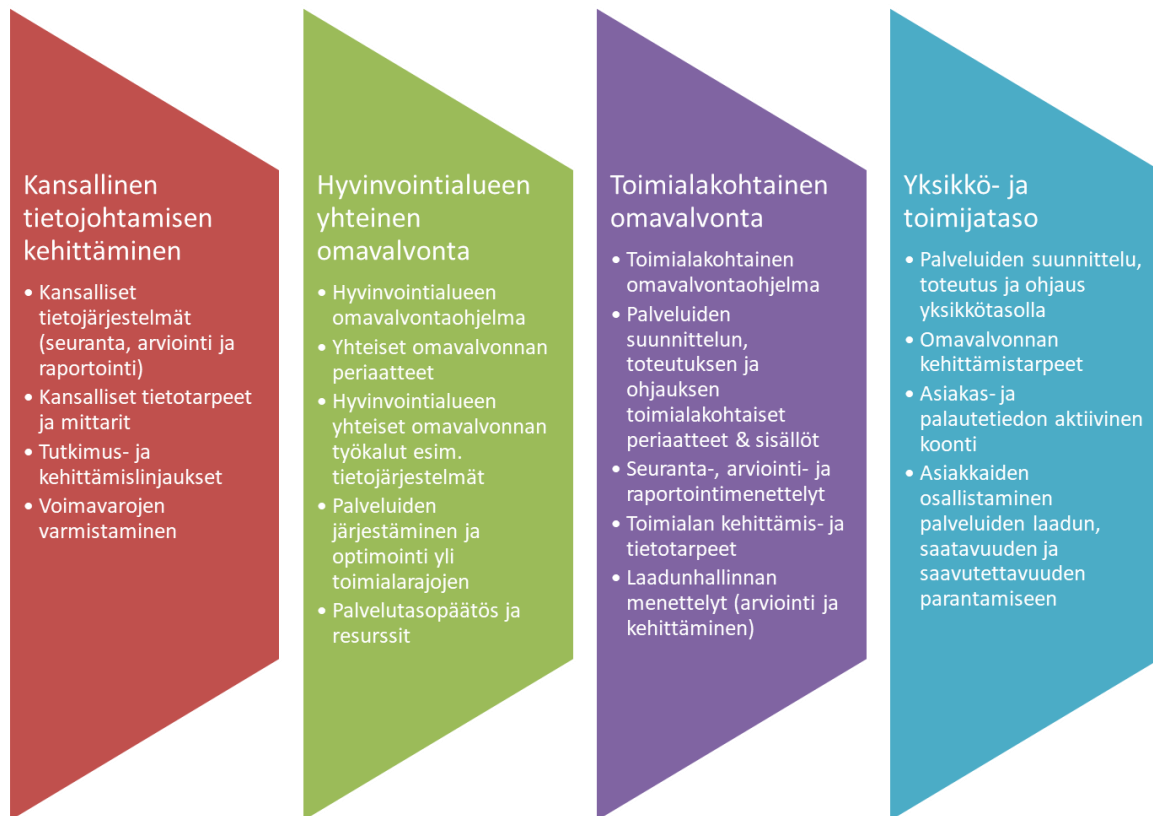 Kansallinen
tietojohtamisen
kehittäminen
• Kansalliset
tietojärjestelmät
(seuranta, arviointi ja
raportointi)
• Kansalliset tietotarpeet
ja mittarit
• Tutkimus- ja
kehittämislinjaukset
• Voimavarojen
varmistaminen
Hyvinvointialueen
yhteinen
omavalvonta
• Hyvinvointialueen
omavalvontaohjelma
• Yhteiset omavalvonnan
periaatteet
• Hyvinvointialueen
yhteiset omavalvonnan
työkalut esim.
tietojärjestelmät
• Palveluiden
järjestäminen ja
optimointi yli
toimialarajojen
• Palvelutasopäätös ja
resurssit
Toimialakohtainen
omavalvonta
• Toimialakohtainen
omavalvontaohjelma
• Palveluiden
suunnittelun,
toteutuksen ja
ohjauksen
toimialakohtaiset
periaatteet & sisällöt
• Seuranta-, arviointi- ja
raportointimenettelyt
• Toimialan kehittämis- ja
tietotarpeet
• Laadunhallinnan
menettelyt (arviointi ja
kehittäminen)
Yksikkö- ja
toimijataso
• Palveluiden suunnittelu,
toteutus ja ohjaus
yksikkötasolla
• Omavalvonnan
kehittämistarpeet
• Asiakas- ja
palautetiedon aktiivinen
koonti
• Asiakkaiden
osallistaminen
palveluiden laadun,
saatavuuden ja
saavutettavuuden
parantamiseen